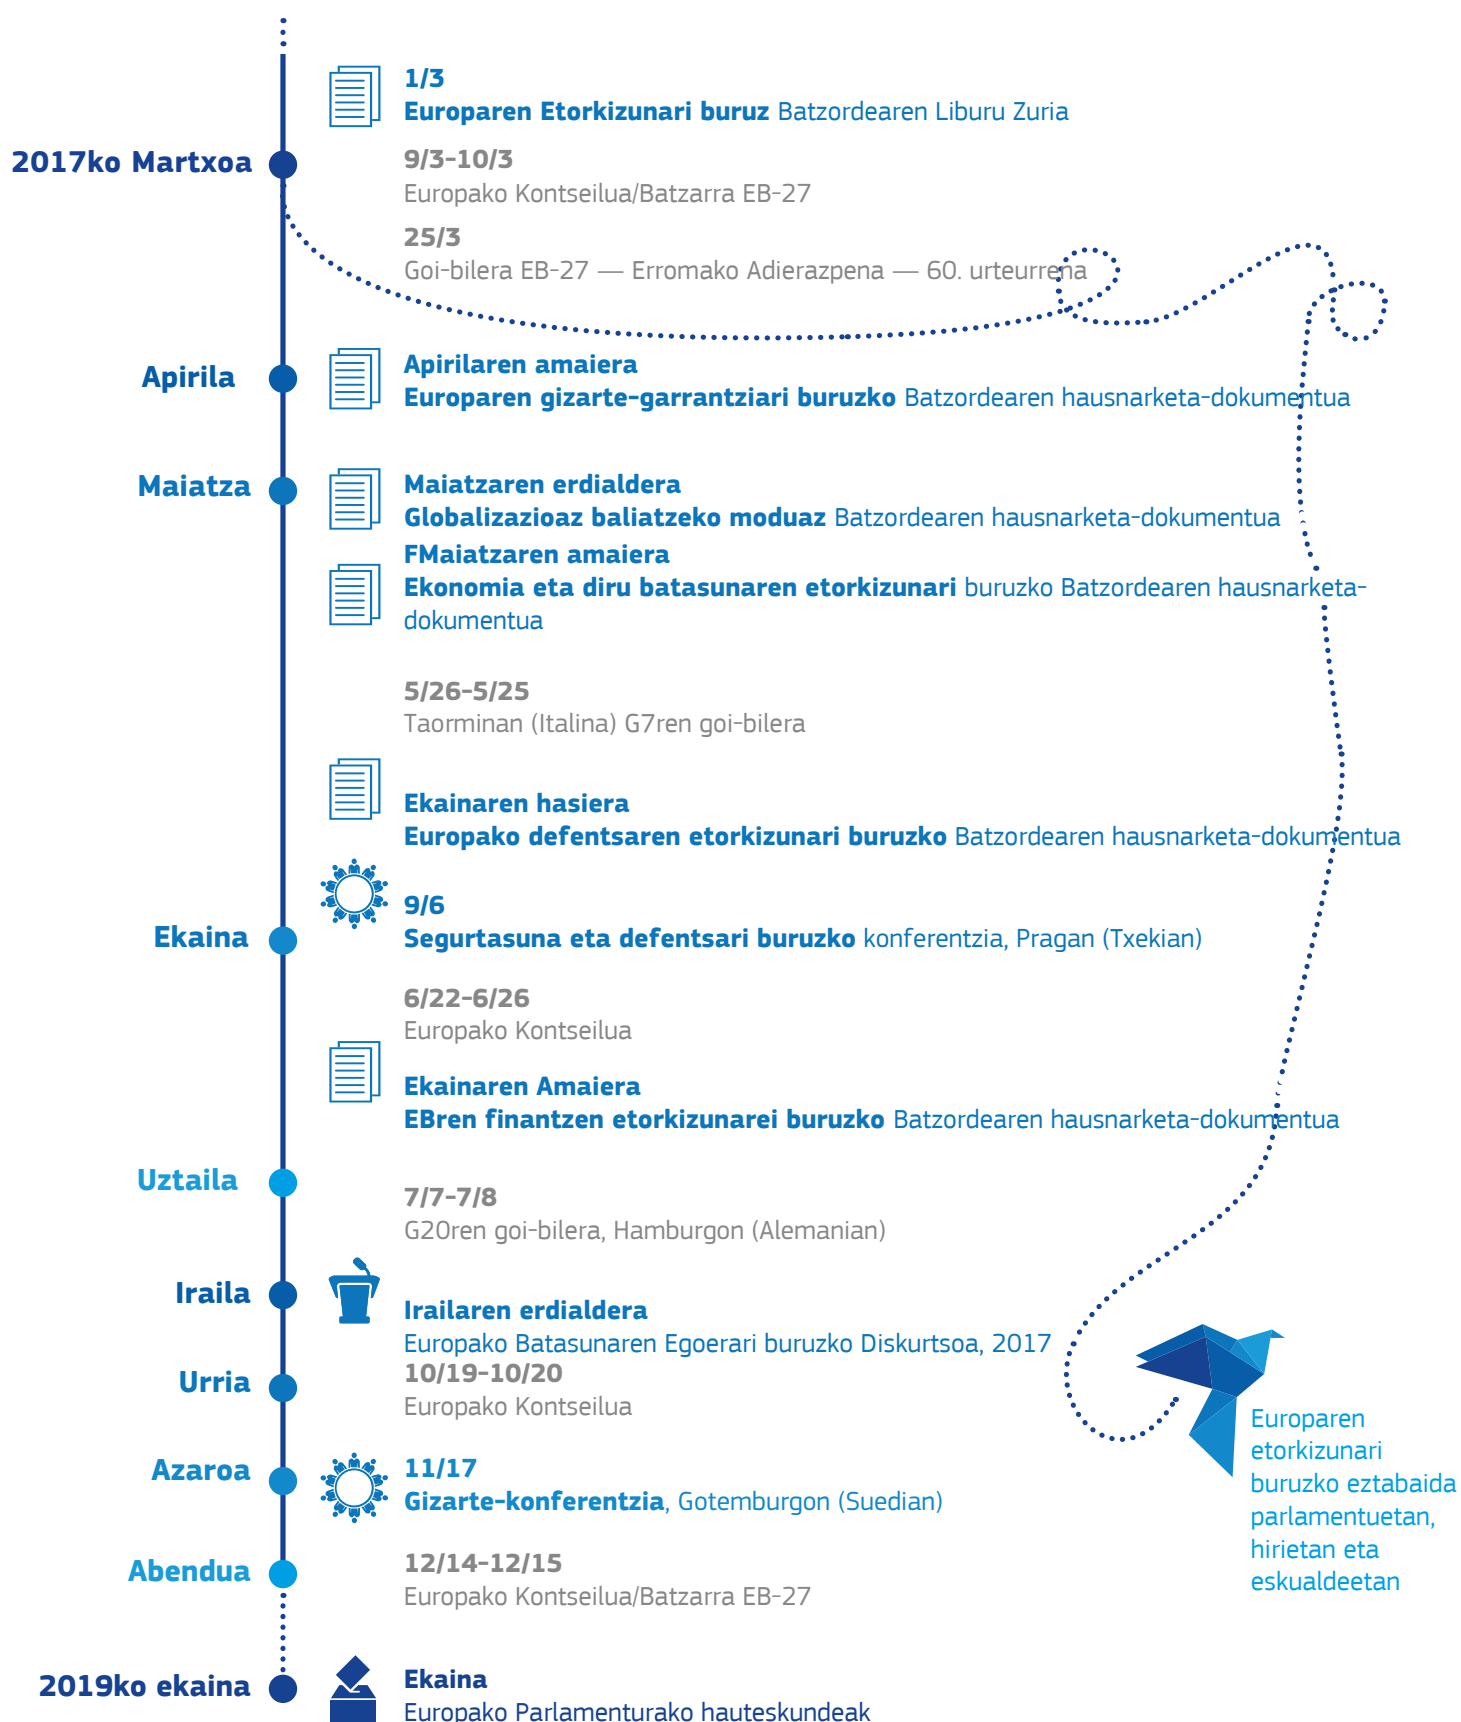 2017ko Martxoa
1/3
Europaren Etorkizunari buruz Batzordearen Liburu Zuria
9/3-10/3
Europako Kontseilua/Batzarra EB-27
25/3
Goi-bilera EB-27 — Erromako Adierazpena — 60. urteurrena
Apirila
Apirilaren amaiera
Europaren gizarte-garrantziari buruzko Batzordearen hausnarketa-dokumentua
Maiatza
Maiatzaren erdialdera
Globalizazioaz baliatzeko moduaz Batzordearen hausnarketa-dokumentua
FMaiatzaren amaiera
Ekonomia eta diru batasunaren etorkizunari buruzko Batzordearen hausnarketa-
dokumentua
5/26-5/25
Taorminan (Italina) G7ren goi-bilera
Ekainaren hasiera
Europako defentsaren etorkizunari buruzko Batzordearen hausnarketa-dokumentua
Ekaina
9/6
Segurtasuna eta defentsari buruzko konferentzia, Pragan (Txekian)
6/22-6/26
Europako Kontseilua
Ekainaren Amaiera
EBren finantzen etorkizunarei buruzko Batzordearen hausnarketa-dokumentua
Uztaila
7/7-7/8
G20ren goi-bilera, Hamburgon (Alemanian)
Iraila
Irailaren erdialdera
Europako Batasunaren Egoerari buruzko Diskurtsoa, 2017
Urria
10/19-10/20
Europako Kontseilua
Azaroa
11/17
Gizarte-konferentzia, Gotemburgon (Suedian)
Abendua
12/14-12/15
Europako Kontseilua/Batzarra EB-27
2019ko ekaina
Ekaina
Europako Parlamenturako hauteskundeak
Europaren
etorkizunari
buruzko eztabaida
parlamentuetan,
hirietan eta
eskualdeetan